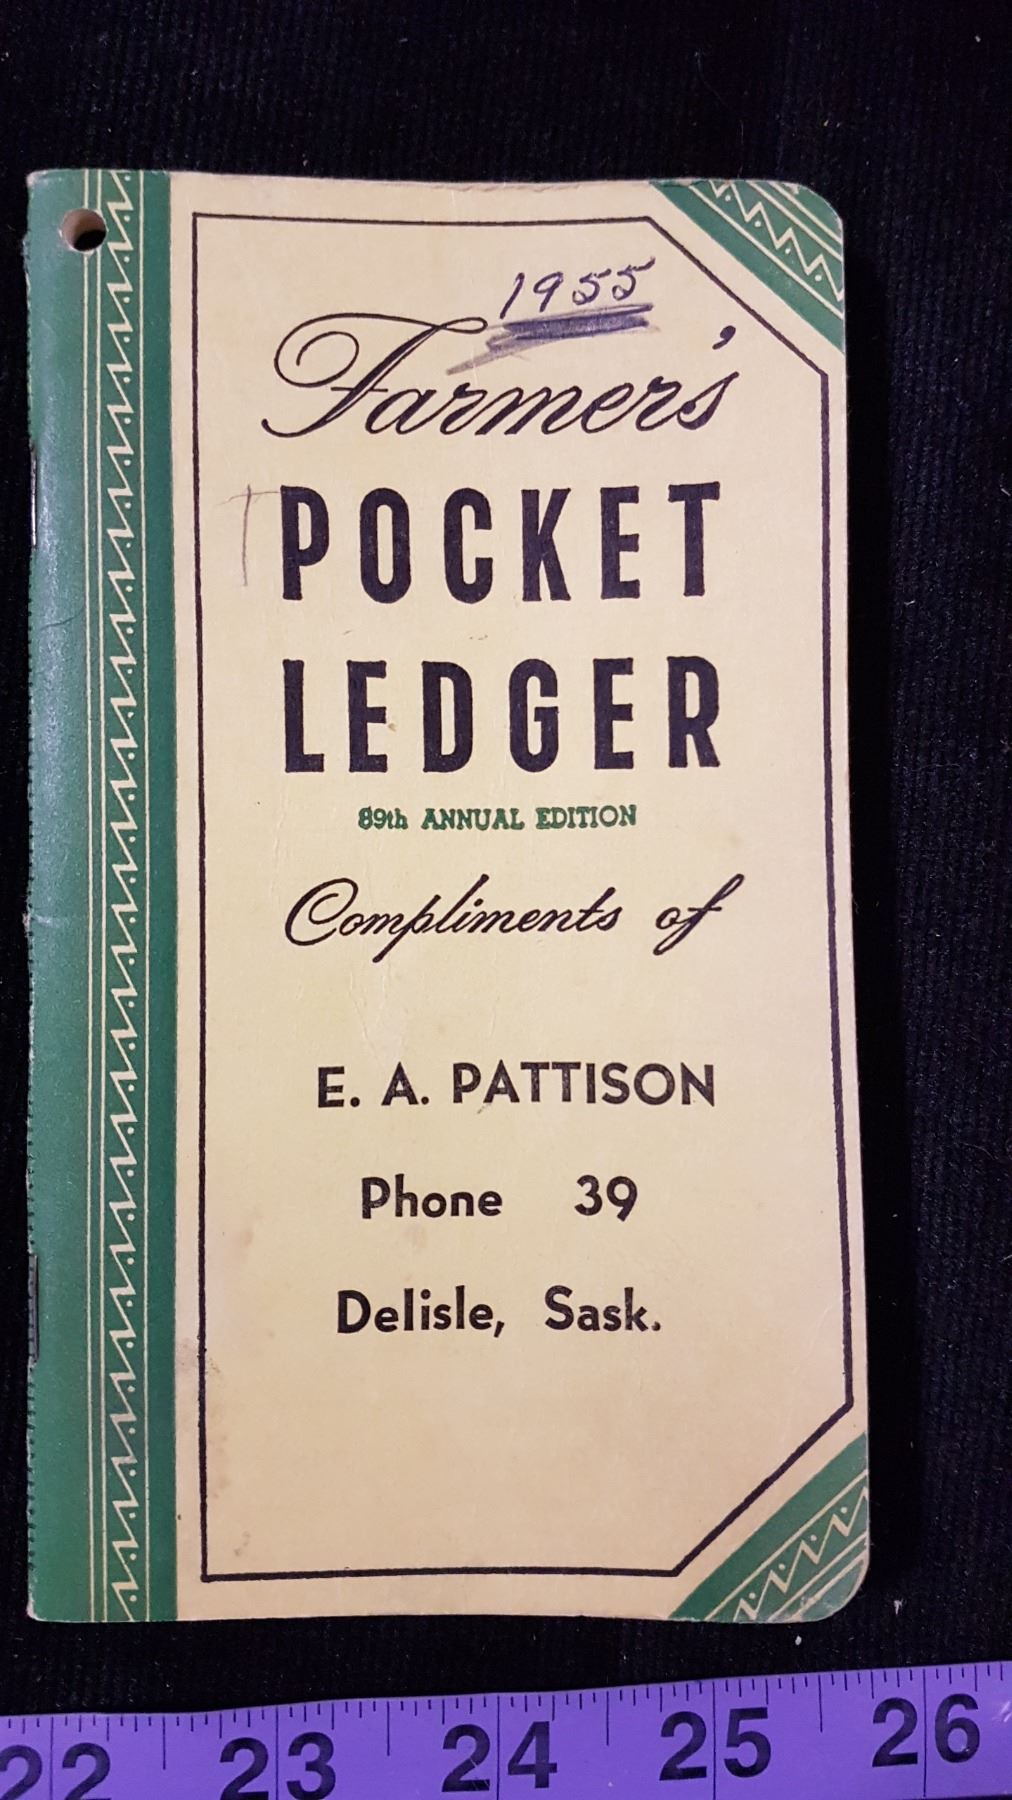 1955
Farmer's
POCKET
LEDGER
89th ANNUAL EDITION
Compliments of
E. A. PATTISON
Phone 39
Delisle, Sask.
22 23 24 25 26